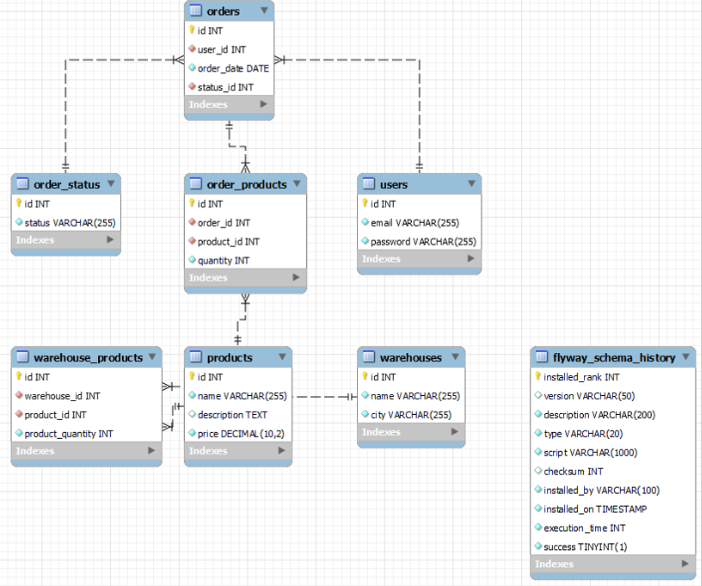 orders
id INT
user_id INT
order_date DATE
status_id INT
Indexes
order_status
id INT
status VARCHAR(255)
Indexes
order_products
id INT
order_id INT
product_id INT
quantity INT
Indexes
users
id INT
email VARCHAR(255)
password VARCHAR(255)
Indexes
warehouse_products
id INT
warehouse_id INT
product_id INT
product_quantity INT
Indexes
products
id INT
name VARCHAR(255)
description TEXT
price DECIMAL(10,2)
Indexes
warehouses
id INT
name VARCHAR(255)
city VARCHAR(255)
Indexes
flyway_schema_history
installed_rank INT
version VARCHAR(50)
description VARCHAR(200)
type VARCHAR(20)
script VARCHAR(1000)
checksum INT
installed_by VARCHAR(100)
installed_on TIMESTAMP
execution_time INT
success TINYINT(1)
Indexes